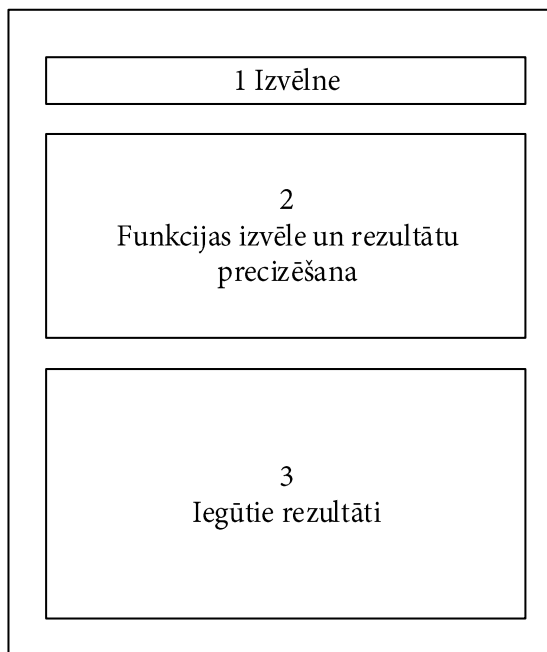 1 Izvēlne
2
Funkcijas izvēle un rezultātu
precizēšana
3
Iegūtie rezultāti